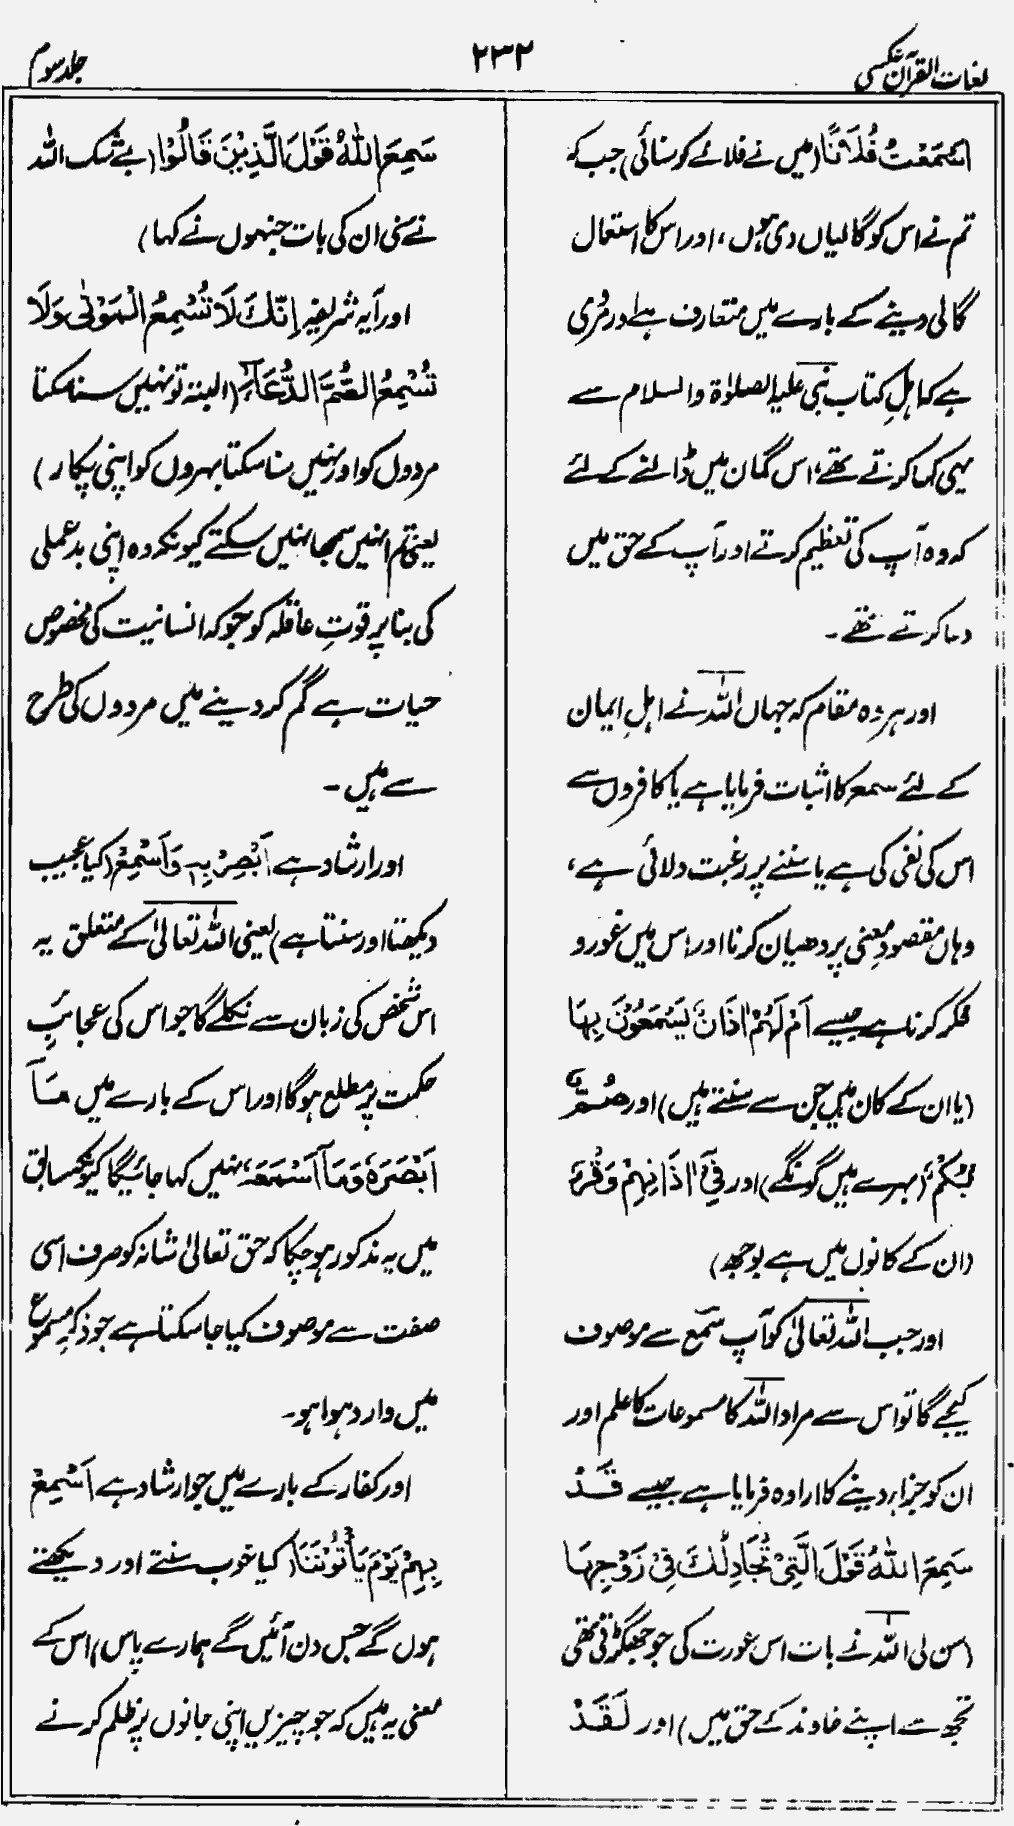 لغات القرآن عکسی
۲۳۲
جلد سوم
اَسْمَعْتُ فُلَانًا (میں نے فلانے کو سنائی) جب کہ
تم نے اس کو گالیاں دی ہوں، اور اس کا استعمال
گالی دینے کے بارے میں متعارف ہے اور مروی
ہے کہ اہلِ کتاب نبی علیہ الصلوٰۃ والسلام سے
یہی کہا کرتے تھے، اس گمان میں ڈالنے کے لئے
کہ وہ آپ کی تعظیم کرتے اور آپ کے حق میں
دعا کرتے تھے۔
اور ہر وہ مقام کہ جہاں اللہ نے اہلِ ایمان
کے لئے سمع کا اثبات فرمایا ہے یا کافروں سے
اس کی نفی کی ہے یا سننے پر رغبت دلائی ہے،
وہاں مقصود معنی پر دھیان کرنا اور اس میں غور و
فکر کرنا ہے جیسے اَمْ لَهُمْ اٰذَانٌ يَسْمَعُوْنَ بِهَا
(یا ان کے کان ہیں جن سے سنتے ہیں) اور صُمٌّ
بُكْمٌ (بہرے ہیں گونگے) اور فِيْ اٰذَانِهِمْ وَقْرٌ
(ان کے کانوں میں ہے بوجھ)
اور جب اللہ تعالیٰ کو آپ سَمْع سے موصوف
کیجے گا تو اس سے مراد اللہ کا مسموعات کا علم اور
ان کو جزاء دینے کا ارادہ فرمایا ہے جیسے قَدْ
سَمِعَ اللّٰهُ قَوْلَ الَّتِيْ تُجَادِلُكَ فِيْ زَوْجِهَا
(سن لی اللہ نے بات اس عورت کی جو جھگڑتی تھی
تجھ سے اپنے خاوند کے حق میں) اور لَقَدْ
سَمِعَ اللّٰهُ قَوْلَ الَّذِيْنَ قَالُوْا (بے شک اللہ
نے سنی ان کی بات جنہوں نے کہا)
اور آیہ شریفہ اِنَّكَ لَا تُسْمِعُ الْمَوْتٰى وَلَا
تُسْمِعُ الصُّمَّ الدُّعَآءَ (البتہ تو نہیں سنا سکتا
مردوں کو اور نہیں سنا سکتا بہروں کو اپنی پکار)
یعنی تم انہیں سمجھا نہیں سکتے کیونکہ وہ اپنی بدعملی
کی بنا پر قوتِ عاقلہ کو جو کہ انسانیت کی مخصوص
حیات ہے گم کر دینے میں مردوں کی طرح
سے ہیں۔
اور ارشاد ہے اَبْصِرْ بِهٖ وَاَسْمِعْ (کیا عجیب
دیکھتا اور سنتا ہے) یعنی اللہ تعالیٰ کے متعلق یہ
اس شخص کی زبان سے نکلے گا جو اس کی عجائبِ
حکمت پر مطلع ہوگا اور اس کے بارے میں مَآ
اَبْصَرَهٗ وَمَآ اَسْمَعَهٗ نہیں کہا جائیگا کیونکہ سابق
میں یہ مذکور ہو چکا کہ حق تعالیٰ شانہ کو صرف اسی
صفت سے موصوف کیا جا سکتا ہے جو ذکرِ مسموع
میں وارد ہوا ہو۔
اور کفار کے بارے میں جو ارشاد ہے اَسْمِعْ
بِهِمْ يَوْمَ يَاْتُوْنَنَا (کیا خوب سنتے اور دیکھتے
ہوں گے جس دن آئیں گے ہمارے پاس) اس کے
معنی یہ ہیں کہ جو چیزیں اپنی جانوں پر ظلم کرنے